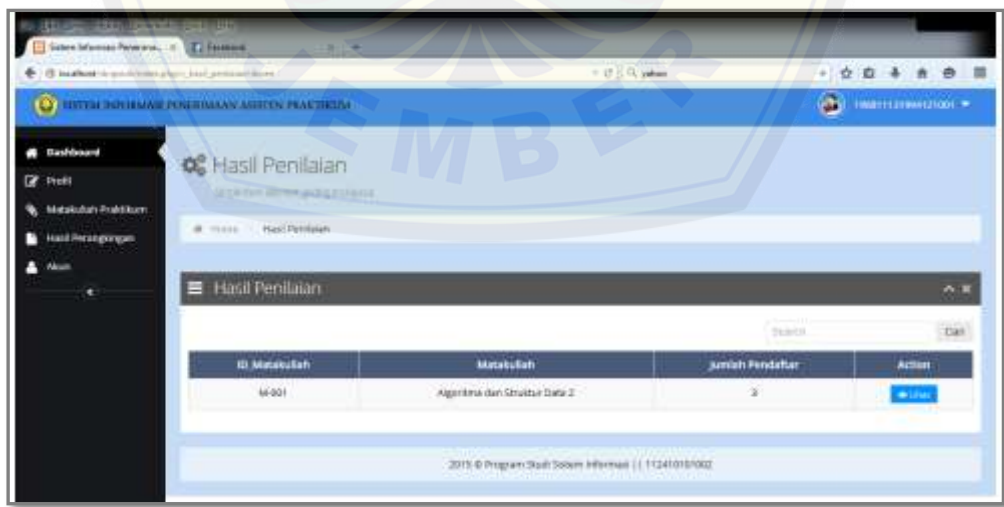 Sistem Informasi Penerima...
Facebook
localhost
yahoo
SISTEM INFORMASI PENERIMAAN ASISTEN PRAKTIKUM
Dashboard
Profil
Matakuliah Praktikum
Hasil Perangkingan
Akun
Hasil Penilaian
Home
Hasil Penilaian
Hasil Penilaian
Search
Cari
ID_Matakuliah Matakuliah Jumlah Pendaftar Action
M-001 Algoritma dan Struktur Data 2 3 Lihat
2015 © Program Studi Sistem Informasi || 112410101002
EMBER